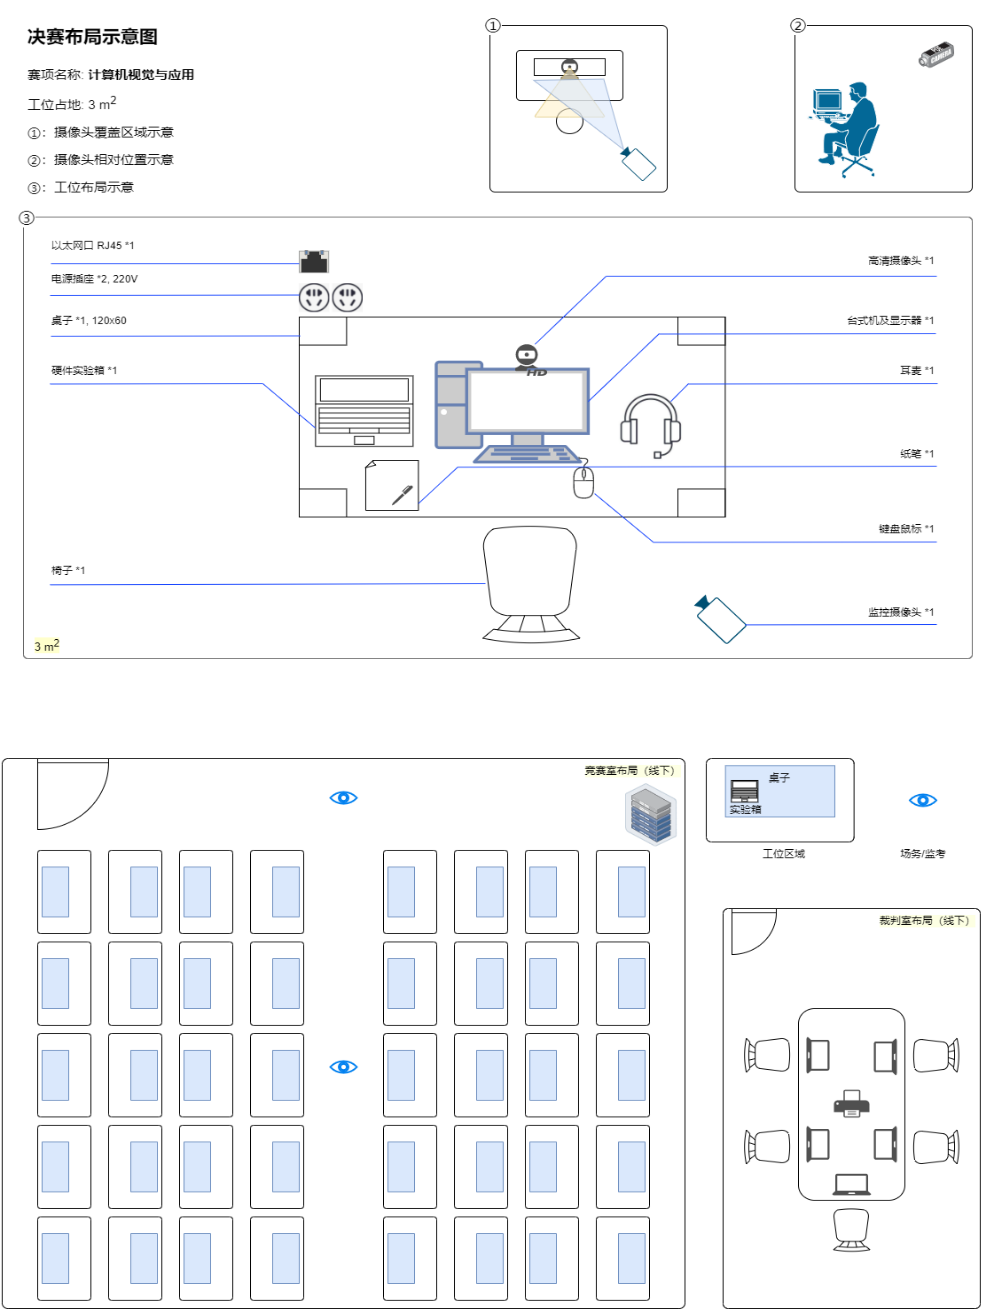 决赛布局示意图
赛项名称: 计算机视觉与应用
工位占地: 3 m2
①：摄像头覆盖区域示意
②：摄像头相对位置示意
③：工位布局示意
①
②
CAMERA
③
以太网口 RJ45 *1
电源插座 *2, 220V
桌子 *1, 120x60
硬件实验箱 *1
椅子 *1
3 m2
HD
高清摄像头 *1
台式机及显示器 *1
耳麦 *1
纸笔 *1
键盘鼠标 *1
监控摄像头 *1
竞赛室布局（线下）
桌子
实验箱
工位区域
场务/监考
裁判室布局（线下）